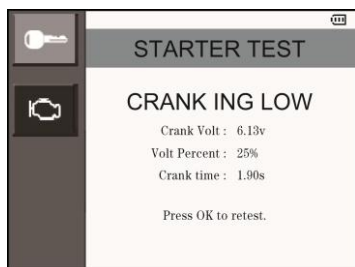 STARTER TEST
CRANK ING LOW
Crank Volt : 6.13v
Volt Percent : 25%
Crank time : 1.90s
Press OK to retest.